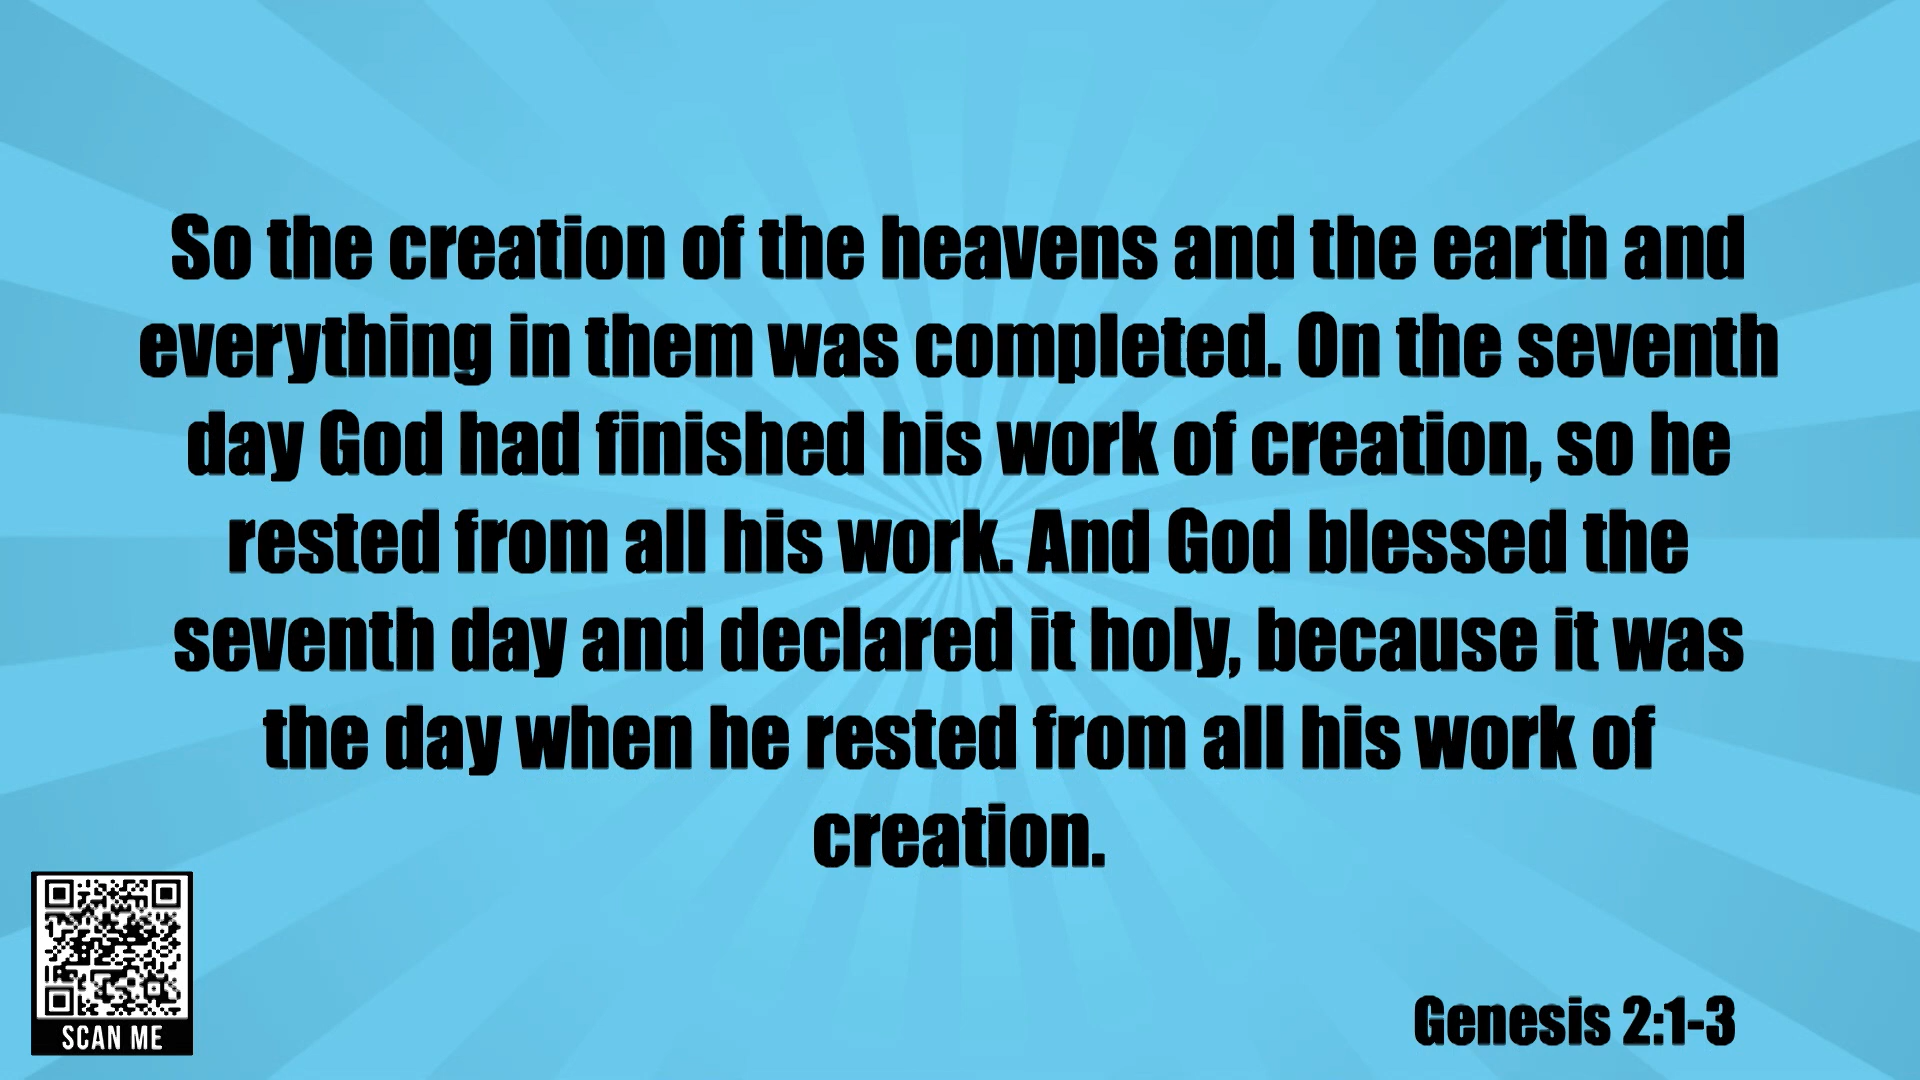 So the creation of the heavens and the earth and
everything in them was completed. On the seventh
day God had finished his work of creation, so he
rested from all his work. And God blessed the
seventh day and declared it holy, because it was
the day when he rested from all his work of
creation.
SCAN ME
Genesis 2:1-3